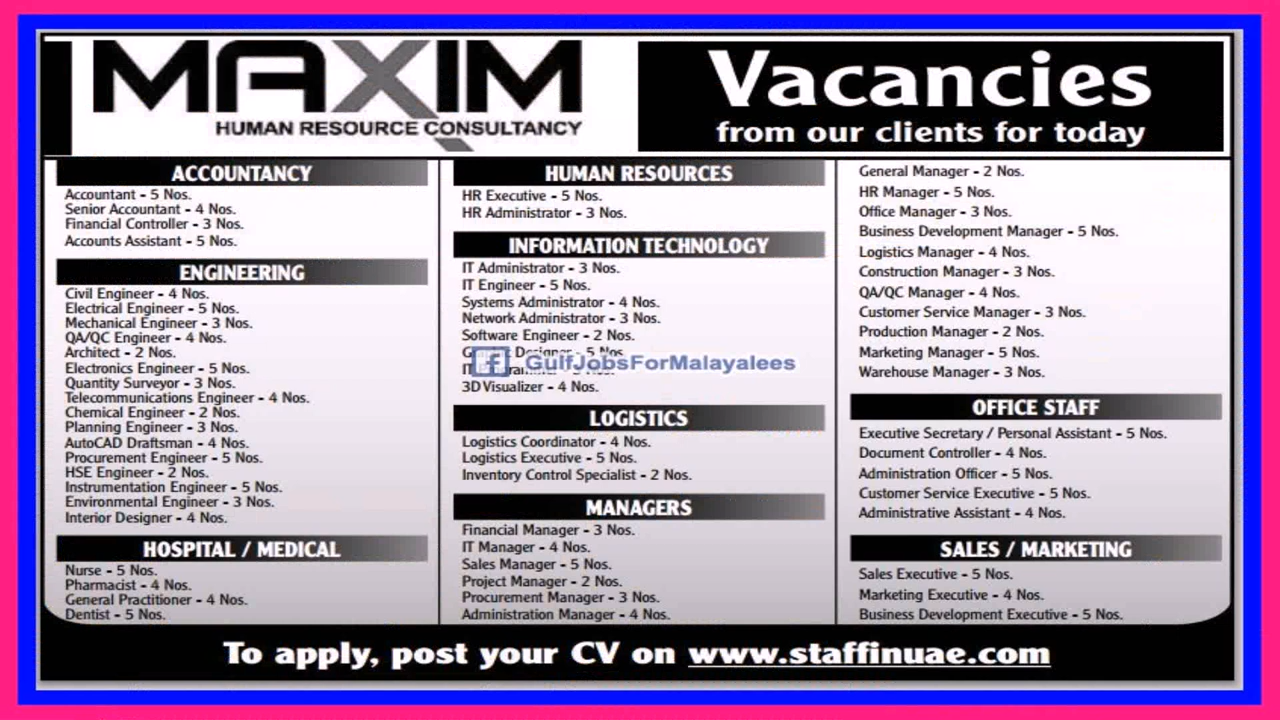 MAXIM
HUMAN RESOURCE CONSULTANCY
Vacancies
from our clients for today
ACCOUNTANCY
Accountant - 5 Nos.
Senior Accountant - 4 Nos.
Financial Controller - 3 Nos.
Accounts Assistant - 5 Nos.
ENGINEERING
Civil Engineer - 4 Nos.
Electrical Engineer - 5 Nos.
Mechanical Engineer - 3 Nos.
QA/QC Engineer - 4 Nos.
Architect - 2 Nos.
Electronics Engineer - 5 Nos.
Quantity Surveyor - 3 Nos.
Telecommunications Engineer - 4 Nos.
Chemical Engineer - 2 Nos.
Planning Engineer - 3 Nos.
AutoCAD Draftsman - 4 Nos.
Procurement Engineer - 5 Nos.
HSE Engineer - 2 Nos.
Instrumentation Engineer - 5 Nos.
Environmental Engineer - 3 Nos.
Interior Designer - 4 Nos.
HOSPITAL / MEDICAL
Nurse - 5 Nos.
Pharmacist - 4 Nos.
General Practitioner - 4 Nos.
Dentist - 5 Nos.
HUMAN RESOURCES
HR Executive - 5 Nos.
HR Administrator - 3 Nos.
INFORMATION TECHNOLOGY
IT Administrator - 3 Nos.
IT Engineer - 5 Nos.
Systems Administrator - 4 Nos.
Network Administrator - 3 Nos.
Software Engineer - 2 Nos.
Designer - 5 Nos.
GulfJobsForMalayalees
IT
3D Visualizer - 4 Nos.
LOGISTICS
Logistics Coordinator - 4 Nos.
Logistics Executive - 5 Nos.
Inventory Control Specialist - 2 Nos.
MANAGERS
Financial Manager - 3 Nos.
IT Manager - 4 Nos.
Sales Manager - 5 Nos.
Project Manager - 2 Nos.
Procurement Manager - 3 Nos.
Administration Manager - 4 Nos.
General Manager - 2 Nos.
HR Manager - 5 Nos.
Office Manager - 3 Nos.
Business Development Manager - 5 Nos.
Logistics Manager - 4 Nos.
Construction Manager - 3 Nos.
QA/QC Manager - 4 Nos.
Customer Service Manager - 3 Nos.
Production Manager - 2 Nos.
Marketing Manager - 5 Nos.
Warehouse Manager - 3 Nos.
OFFICE STAFF
Executive Secretary / Personal Assistant - 5 Nos.
Document Controller - 4 Nos.
Administration Officer - 5 Nos.
Customer Service Executive - 5 Nos.
Administrative Assistant - 4 Nos.
SALES / MARKETING
Sales Executive - 5 Nos.
Marketing Executive - 4 Nos.
Business Development Executive - 5 Nos.
To apply, post your CV on www.staffinuae.com